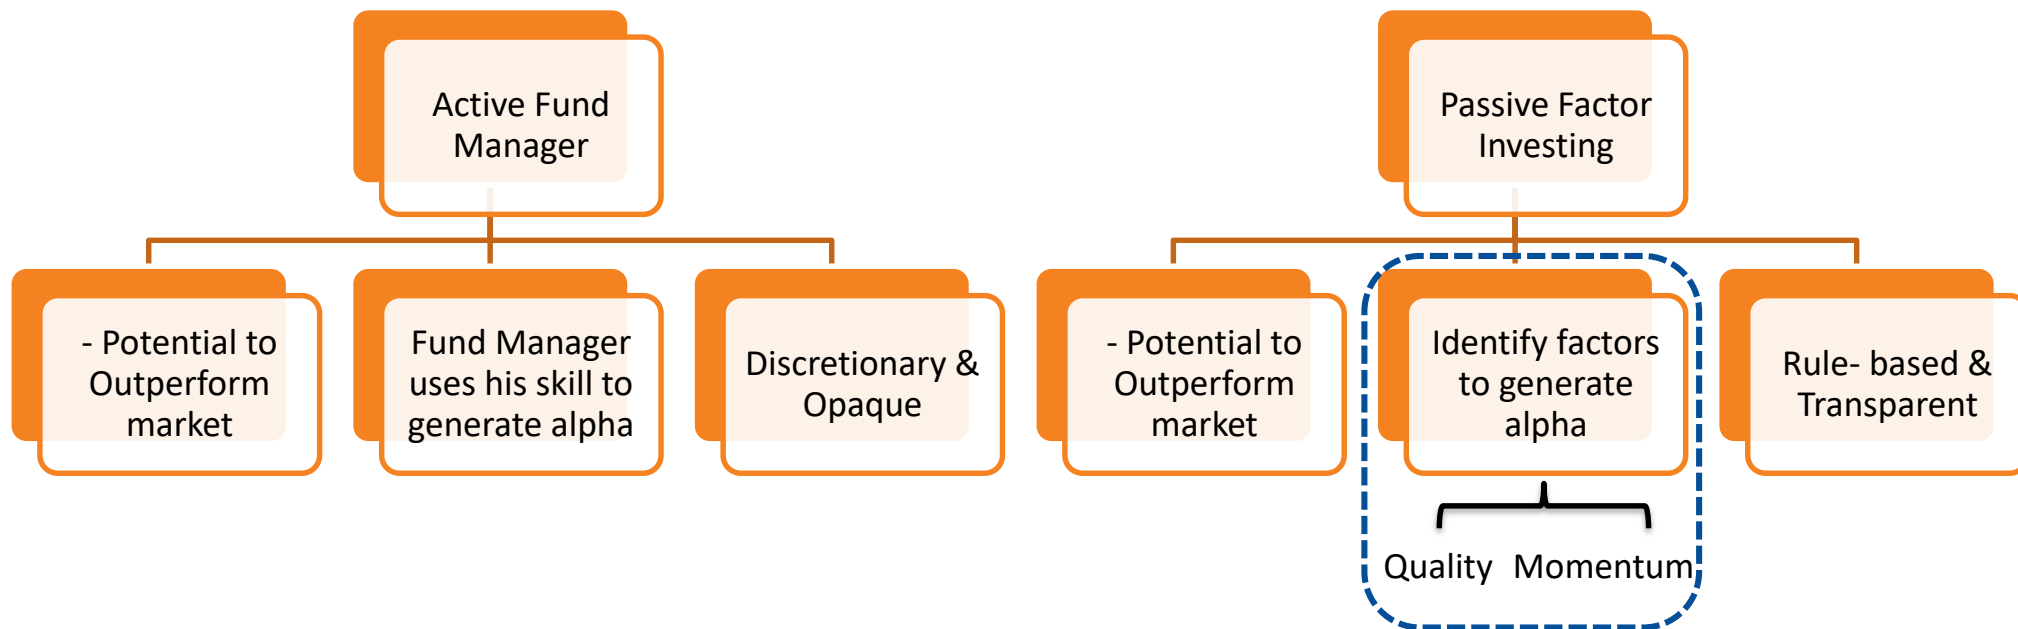 Active Fund
Manager
- Potential to
Outperform
market
Fund Manager
uses his skill to
generate alpha
Discretionary &
Opaque
Passive Factor
Investing
- Potential to
Outperform
market
Identify factors
to generate
alpha
Rule- based &
Transparent
Quality Momentum